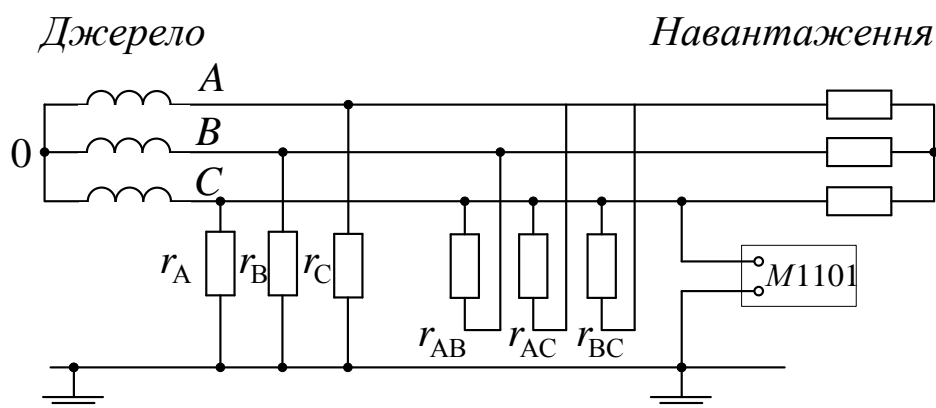 Джерело
Навантаження
A
B
0
C
rA
rB
rC
M1101
rAB
rAC
rBC